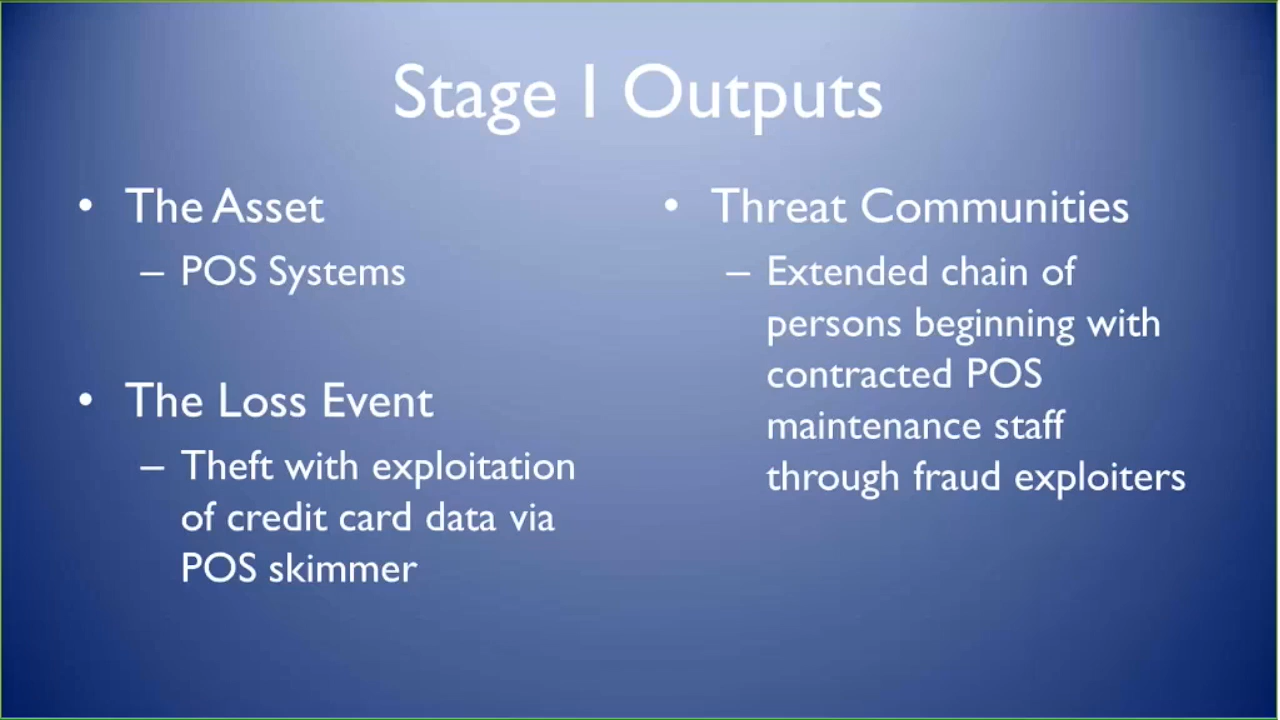 Stage 1 Outputs
• The Asset
– POS Systems
• The Loss Event
– Theft with exploitation
of credit card data via
POS skimmer
• Threat Communities
– Extended chain of
persons beginning with
contracted POS
maintenance staff
through fraud exploiters